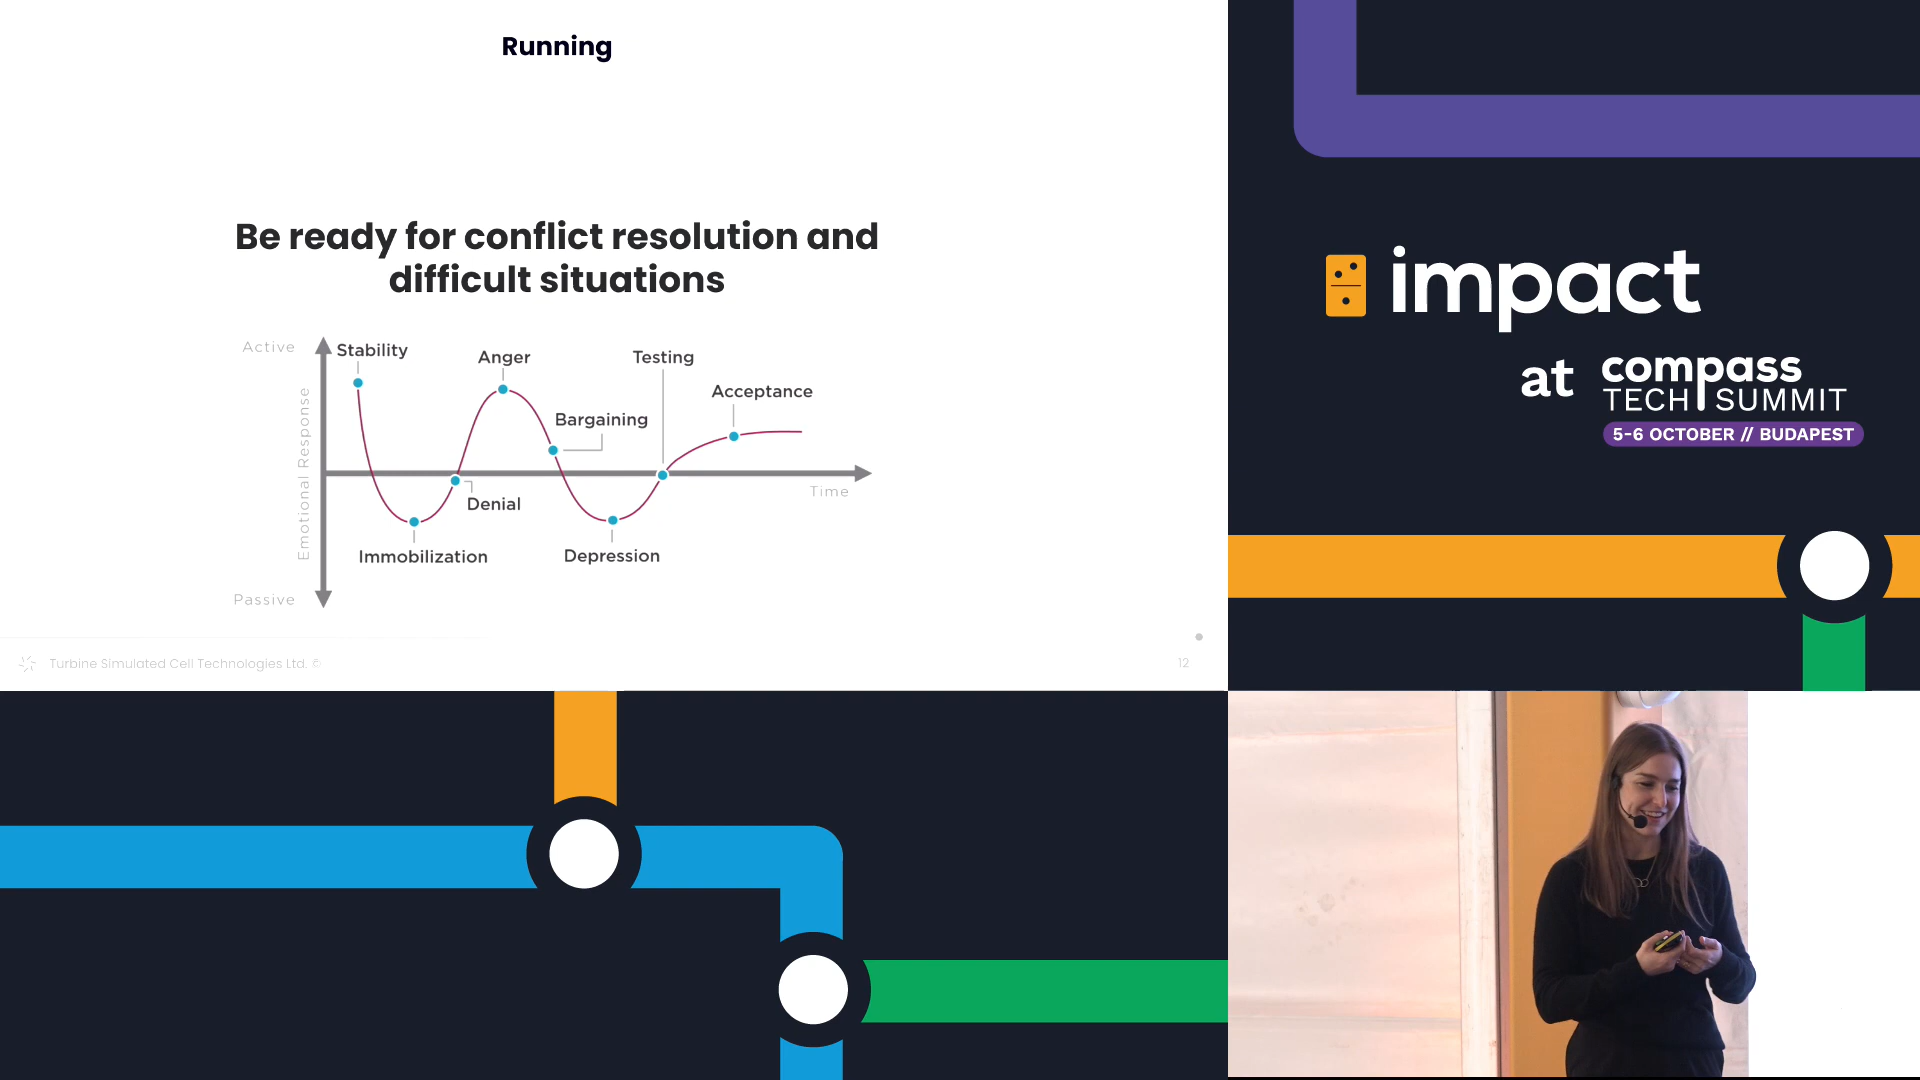 Running
Be ready for conflict resolution and
difficult situations
Active
Stability
Anger
Testing
Acceptance
Bargaining
Emotional Response
Time
Denial
Immobilization
Depression
Passive
Turbine Simulated Cell Technologies Ltd. ©
12
impact
at
compass
TECH SUMMIT
5-6 OCTOBER // BUDAPEST